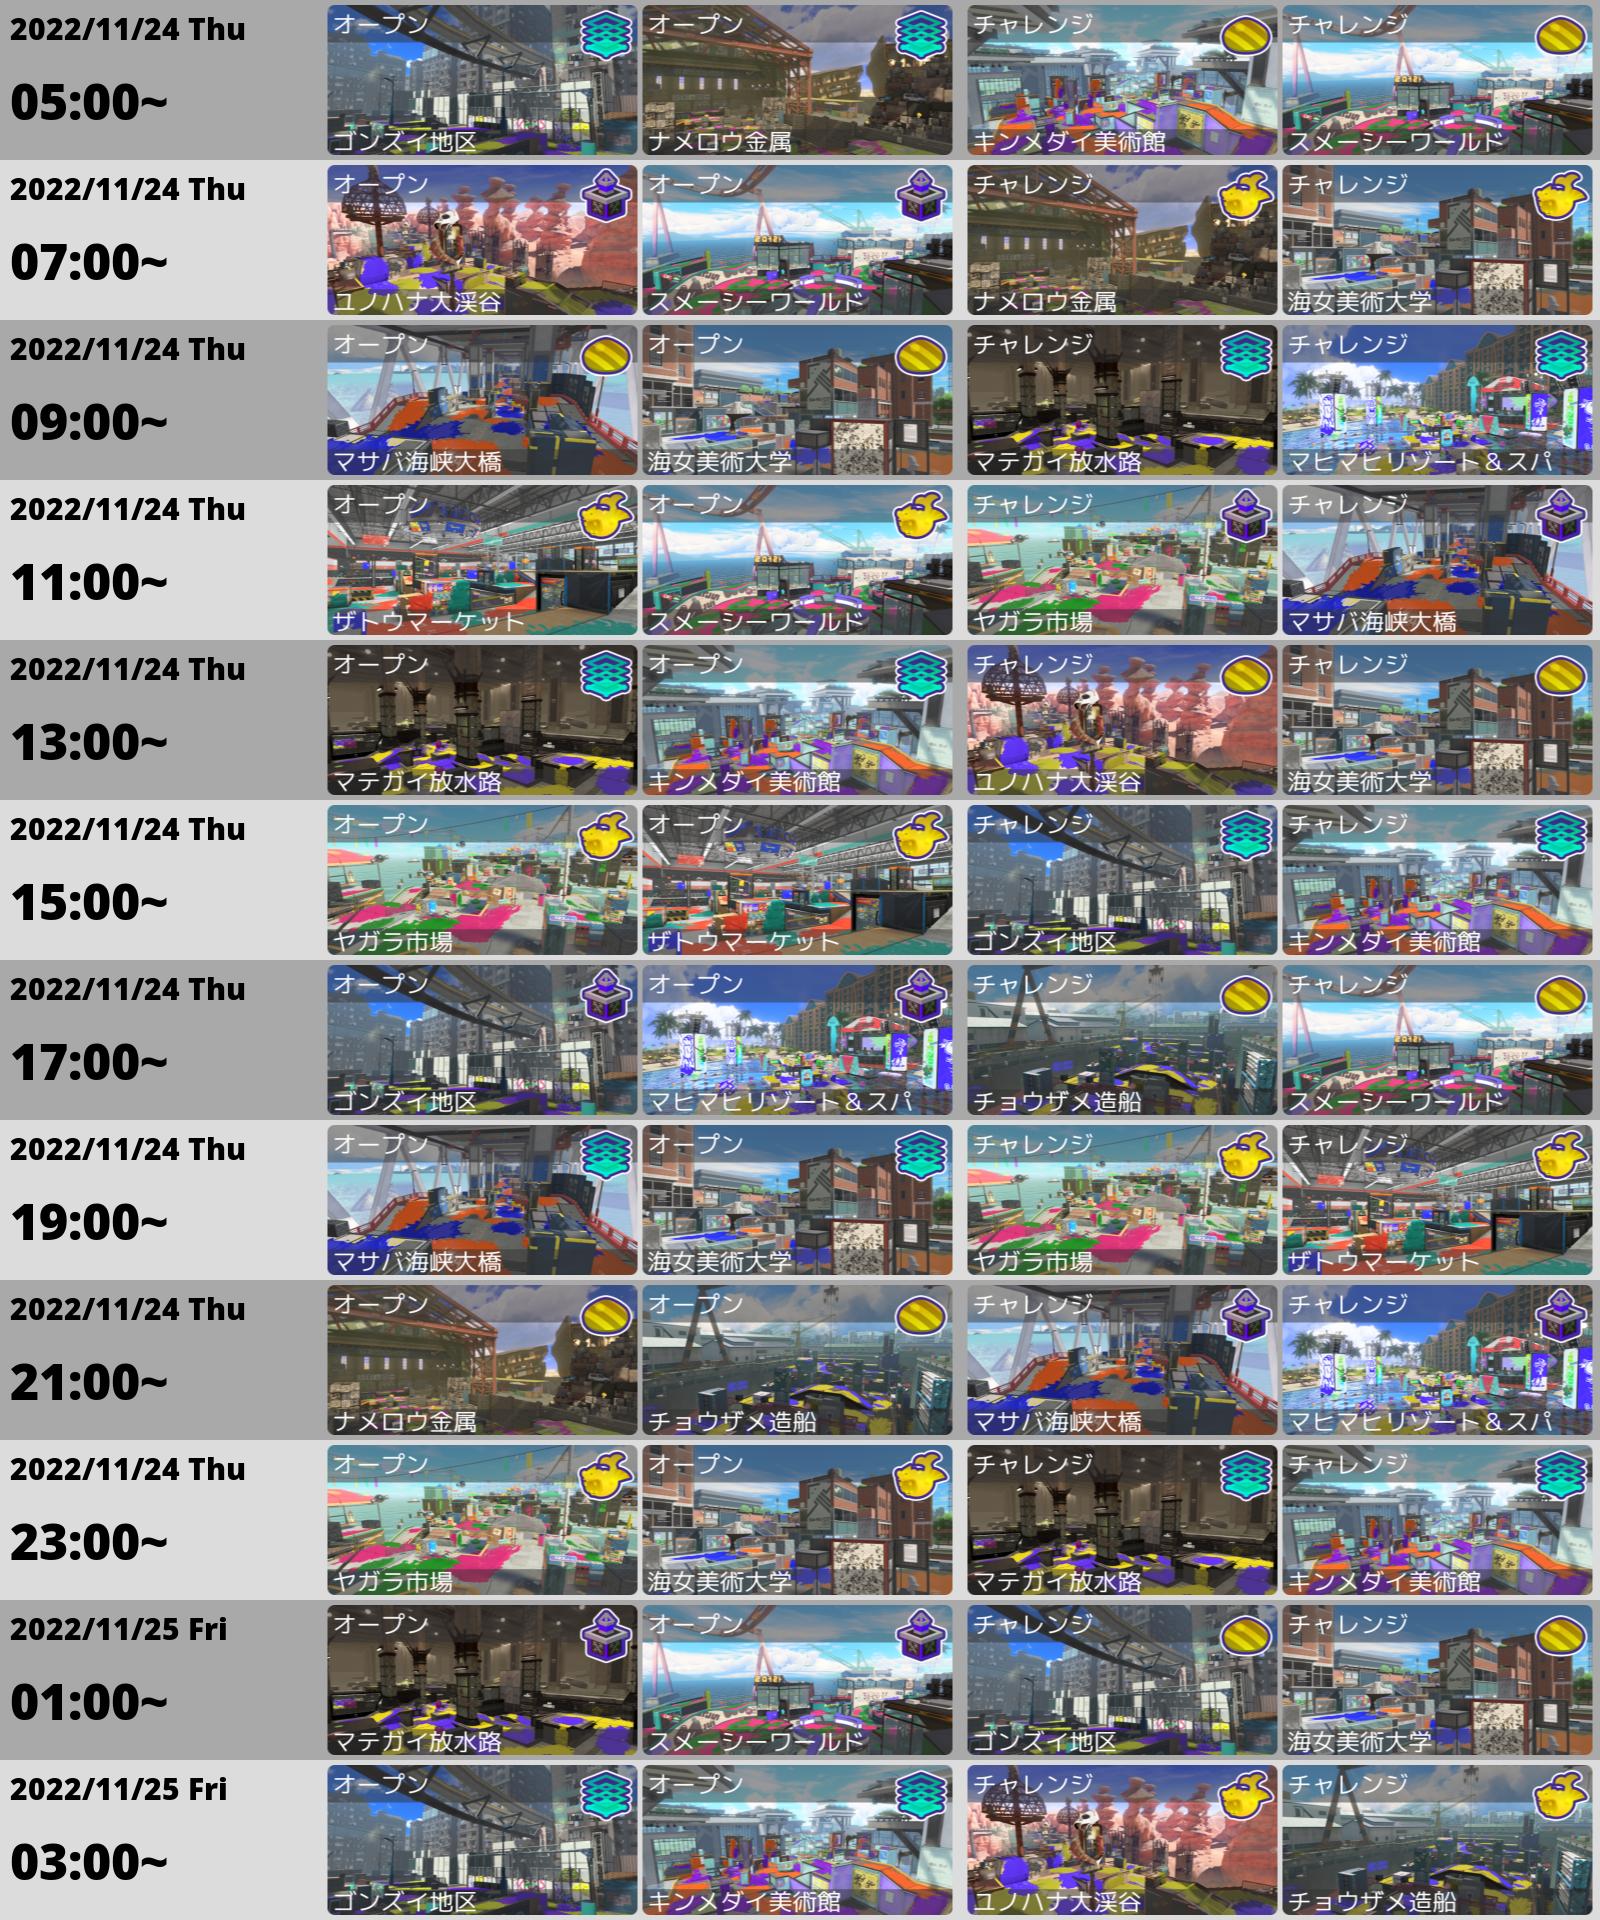 2022/11/24 Thu
05:00~
オープン
ゴンズイ地区
オープン
ナメロウ金属
チャレンジ
キンメダイ美術館
チャレンジ
スメーシーワールド
2022/11/24 Thu
07:00~
オープン
ユノハナ大渓谷
オープン
スメーシーワールド
チャレンジ
ナメロウ金属
チャレンジ
海女美術大学
2022/11/24 Thu
09:00~
オープン
マサバ海峡大橋
オープン
海女美術大学
チャレンジ
マテガイ放水路
チャレンジ
マヒマヒリゾート&スパ
2022/11/24 Thu
11:00~
オープン
ザトウマーケット
オープン
スメーシーワールド
チャレンジ
ヤガラ市場
チャレンジ
マサバ海峡大橋
2022/11/24 Thu
13:00~
オープン
マテガイ放水路
オープン
キンメダイ美術館
チャレンジ
ユノハナ大渓谷
チャレンジ
海女美術大学
2022/11/24 Thu
15:00~
オープン
ヤガラ市場
オープン
ザトウマーケット
チャレンジ
ゴンズイ地区
チャレンジ
キンメダイ美術館
2022/11/24 Thu
17:00~
オープン
ゴンズイ地区
オープン
マヒマヒリゾート&スパ
チャレンジ
チョウザメ造船
チャレンジ
スメーシーワールド
2022/11/24 Thu
19:00~
オープン
マサバ海峡大橋
オープン
海女美術大学
チャレンジ
ヤガラ市場
チャレンジ
ザトウマーケット
2022/11/24 Thu
21:00~
オープン
ナメロウ金属
オープン
チョウザメ造船
チャレンジ
マサバ海峡大橋
チャレンジ
マヒマヒリゾート&スパ
2022/11/24 Thu
23:00~
オープン
ヤガラ市場
オープン
海女美術大学
チャレンジ
マテガイ放水路
チャレンジ
キンメダイ美術館
2022/11/25 Fri
01:00~
オープン
マテガイ放水路
オープン
スメーシーワールド
チャレンジ
ゴンズイ地区
チャレンジ
海女美術大学
2022/11/25 Fri
03:00~
オープン
ゴンズイ地区
オープン
キンメダイ美術館
チャレンジ
ユノハナ大渓谷
チャレンジ
チョウザメ造船